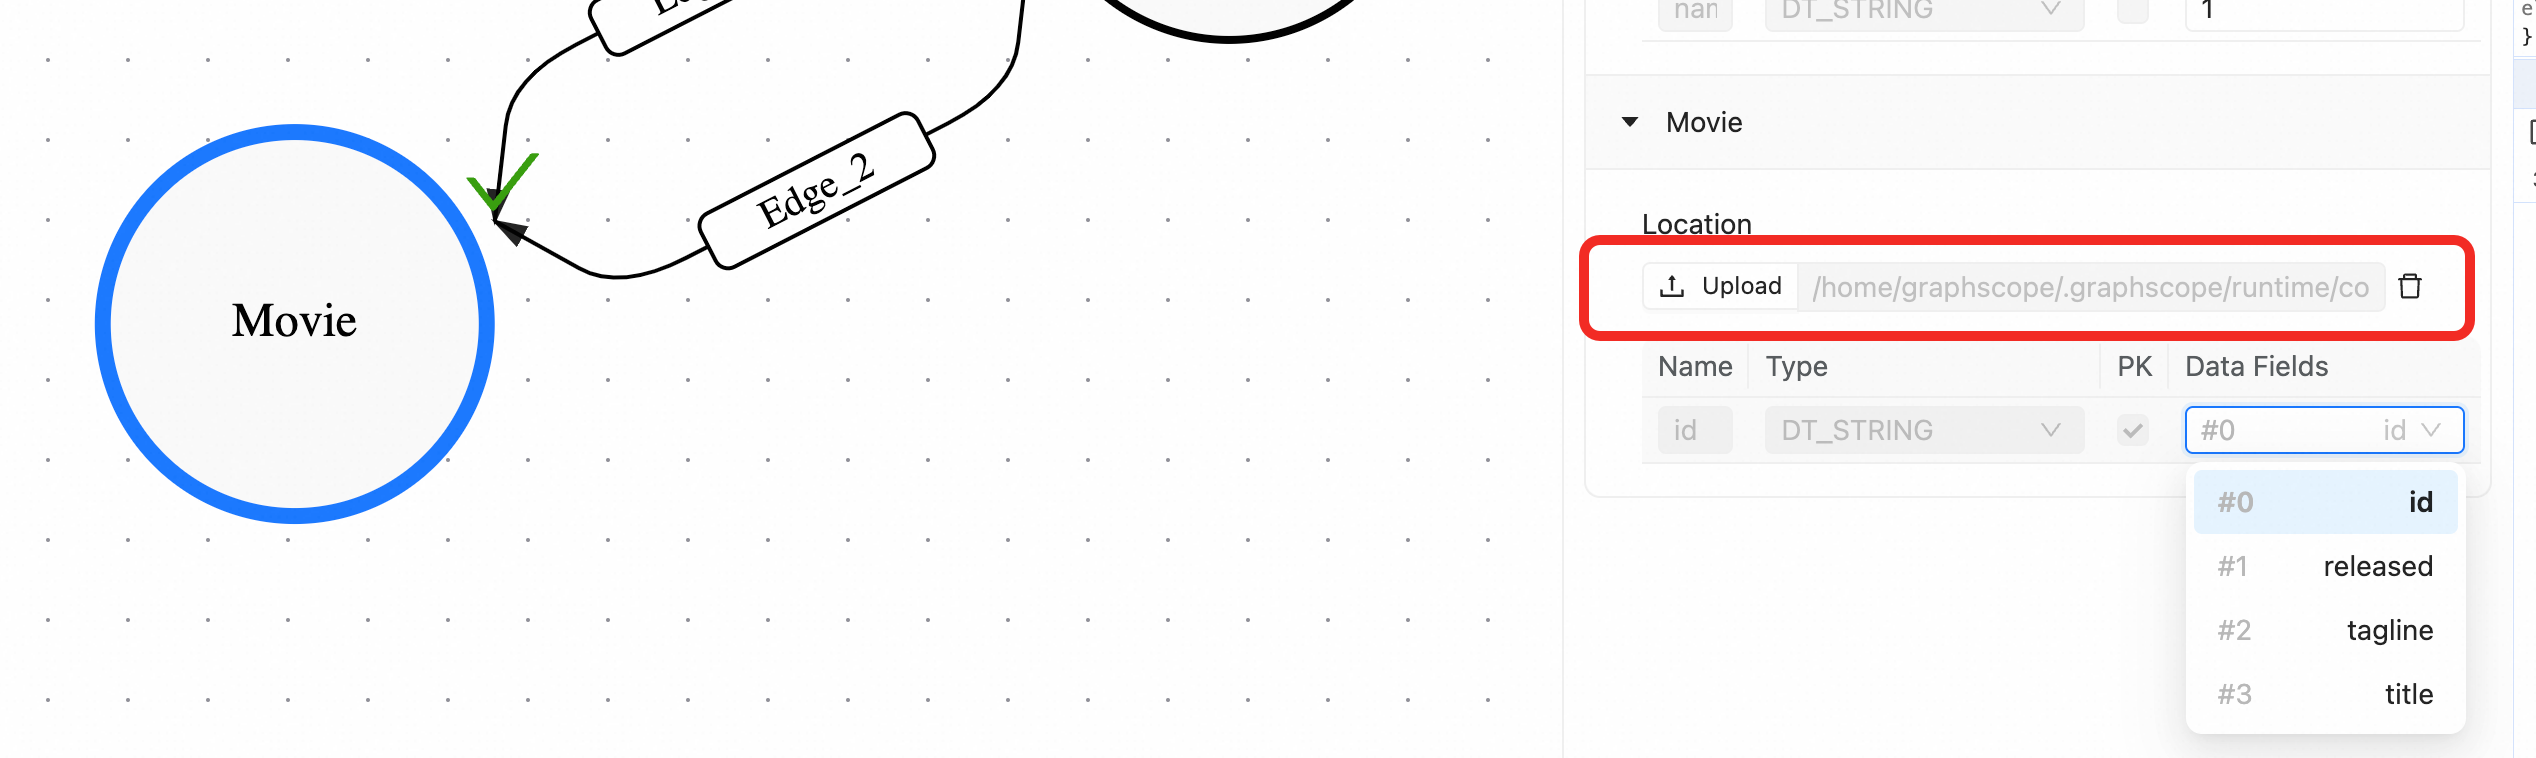 nan DT_STRING 1
}
Movie
Edge_2
Location
Upload /home/graphscope/.graphscope/runtime/co
Movie
Name Type PK Data Fields
id DT_STRING #0 id
#0 id
#1 released
#2 tagline
#3 title